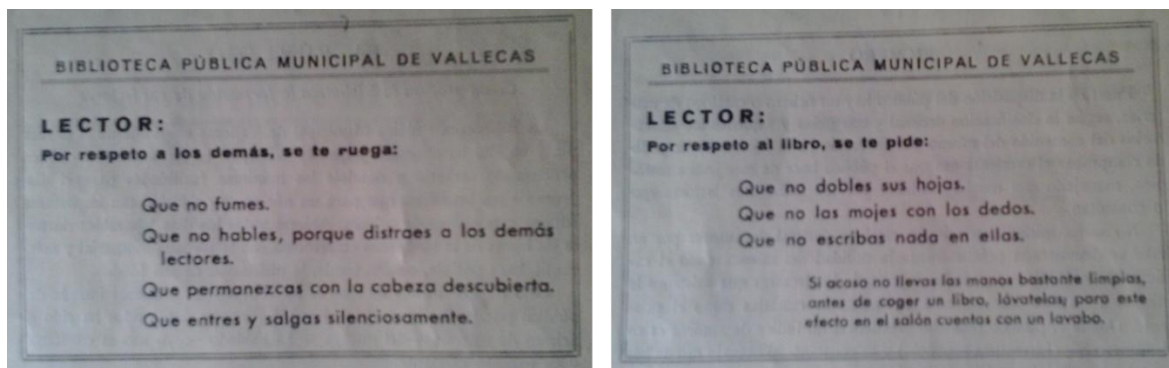 BIBLIOTECA PÚBLICA MUNICIPAL DE VALLECAS
LECTOR:
Por respeto a los demás, se te ruega:
Que no fumes.
Que no hables, porque distraes a los demás
lectores.
Que permanezcas con la cabeza descubierta.
Que entres y salgas silenciosamente.
BIBLIOTECA PÚBLICA MUNICIPAL DE VALLECAS
LECTOR:
Por respeto al libro, se te pide:
Que no dobles sus hojas.
Que no las mojes con los dedos.
Que no escribas nada en ellas.
Si acaso no llevas las manos bastante limpias,
antes de coger un libro, lávatelas; para este
efecto en el salón cuentas con un lavabo.